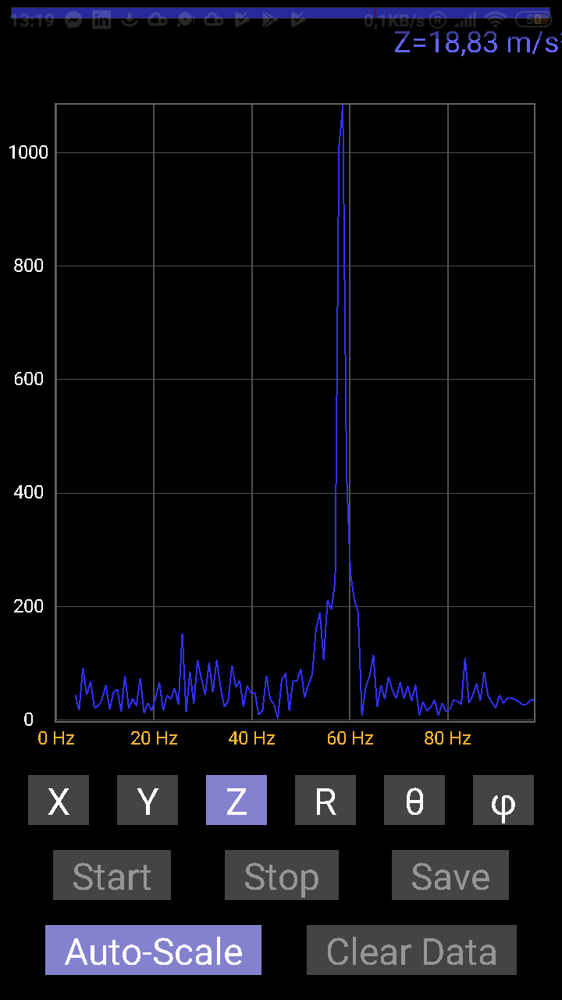 13:19 0,1KB/s R 50
Z=18,83 m/s²
1000
800
600
400
200
0
0 Hz 20 Hz 40 Hz 60 Hz 80 Hz
X Y Z R θ φ
Start Stop Save
Auto-Scale Clear Data